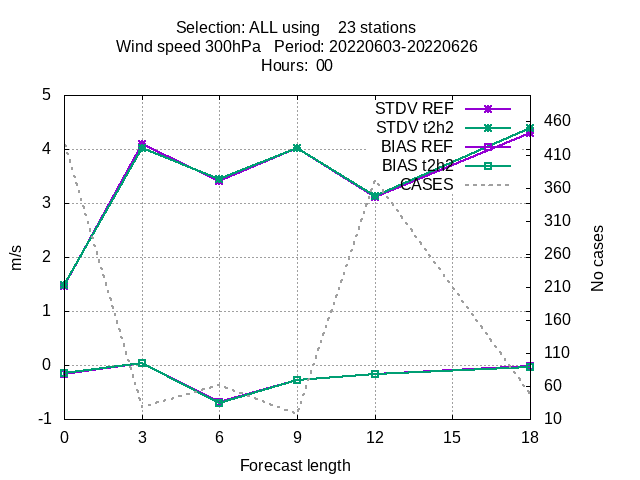 Selection: ALL using    23 stations
Wind speed 300hPa   Period: 20220603-20220626
Hours:  00
STDV REF
STDV t2h2
BIAS REF
BIAS t2h2
CASES
5
4
3
2
1
0
-1
460
410
360
310
260
210
160
110
60
10
m/s
No cases
0 3 6 9 12 15 18
Forecast length